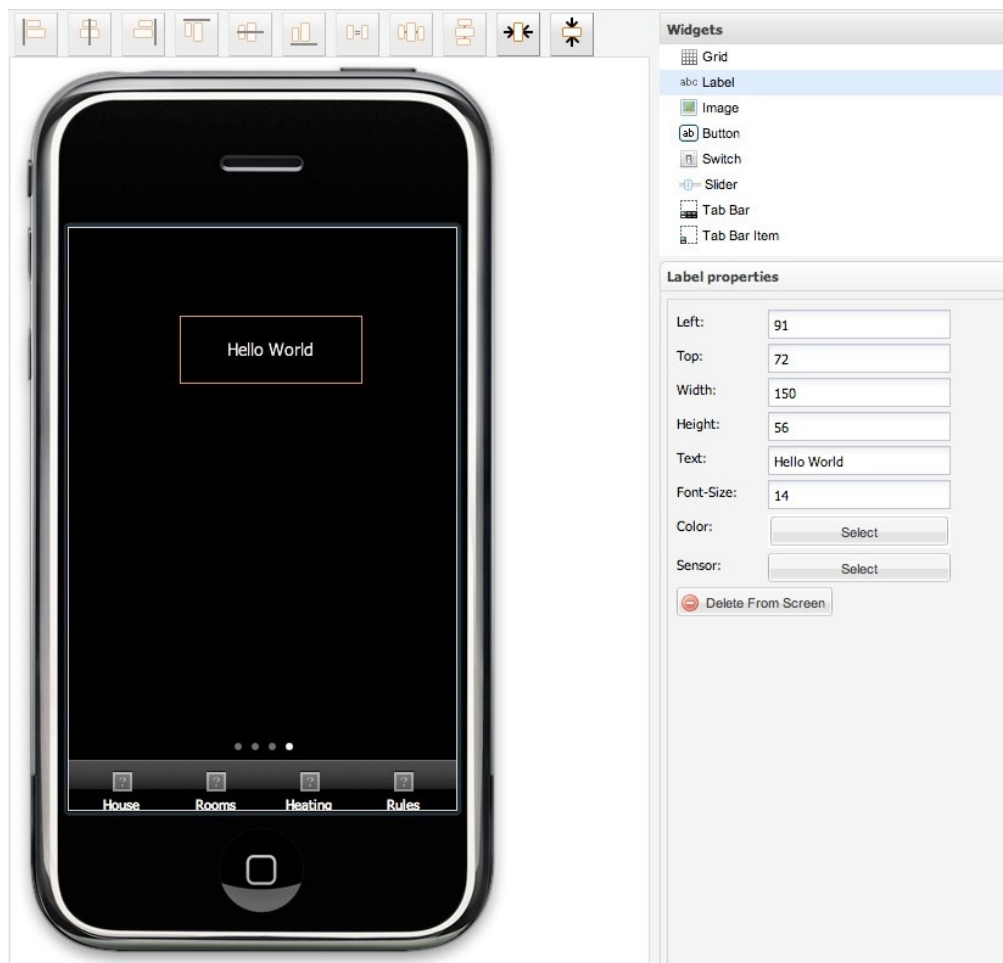 Widgets
Grid
abc Label
Image
ab Button
Switch
Slider
Tab Bar
Tab Bar Item
Label properties
Left: 91
Top: 72
Width: 150
Height: 56
Text: Hello World
Font-Size: 14
Color: Select
Sensor: Select
Delete From Screen
Hello World
? ? ? ?
House Rooms Heating Rules